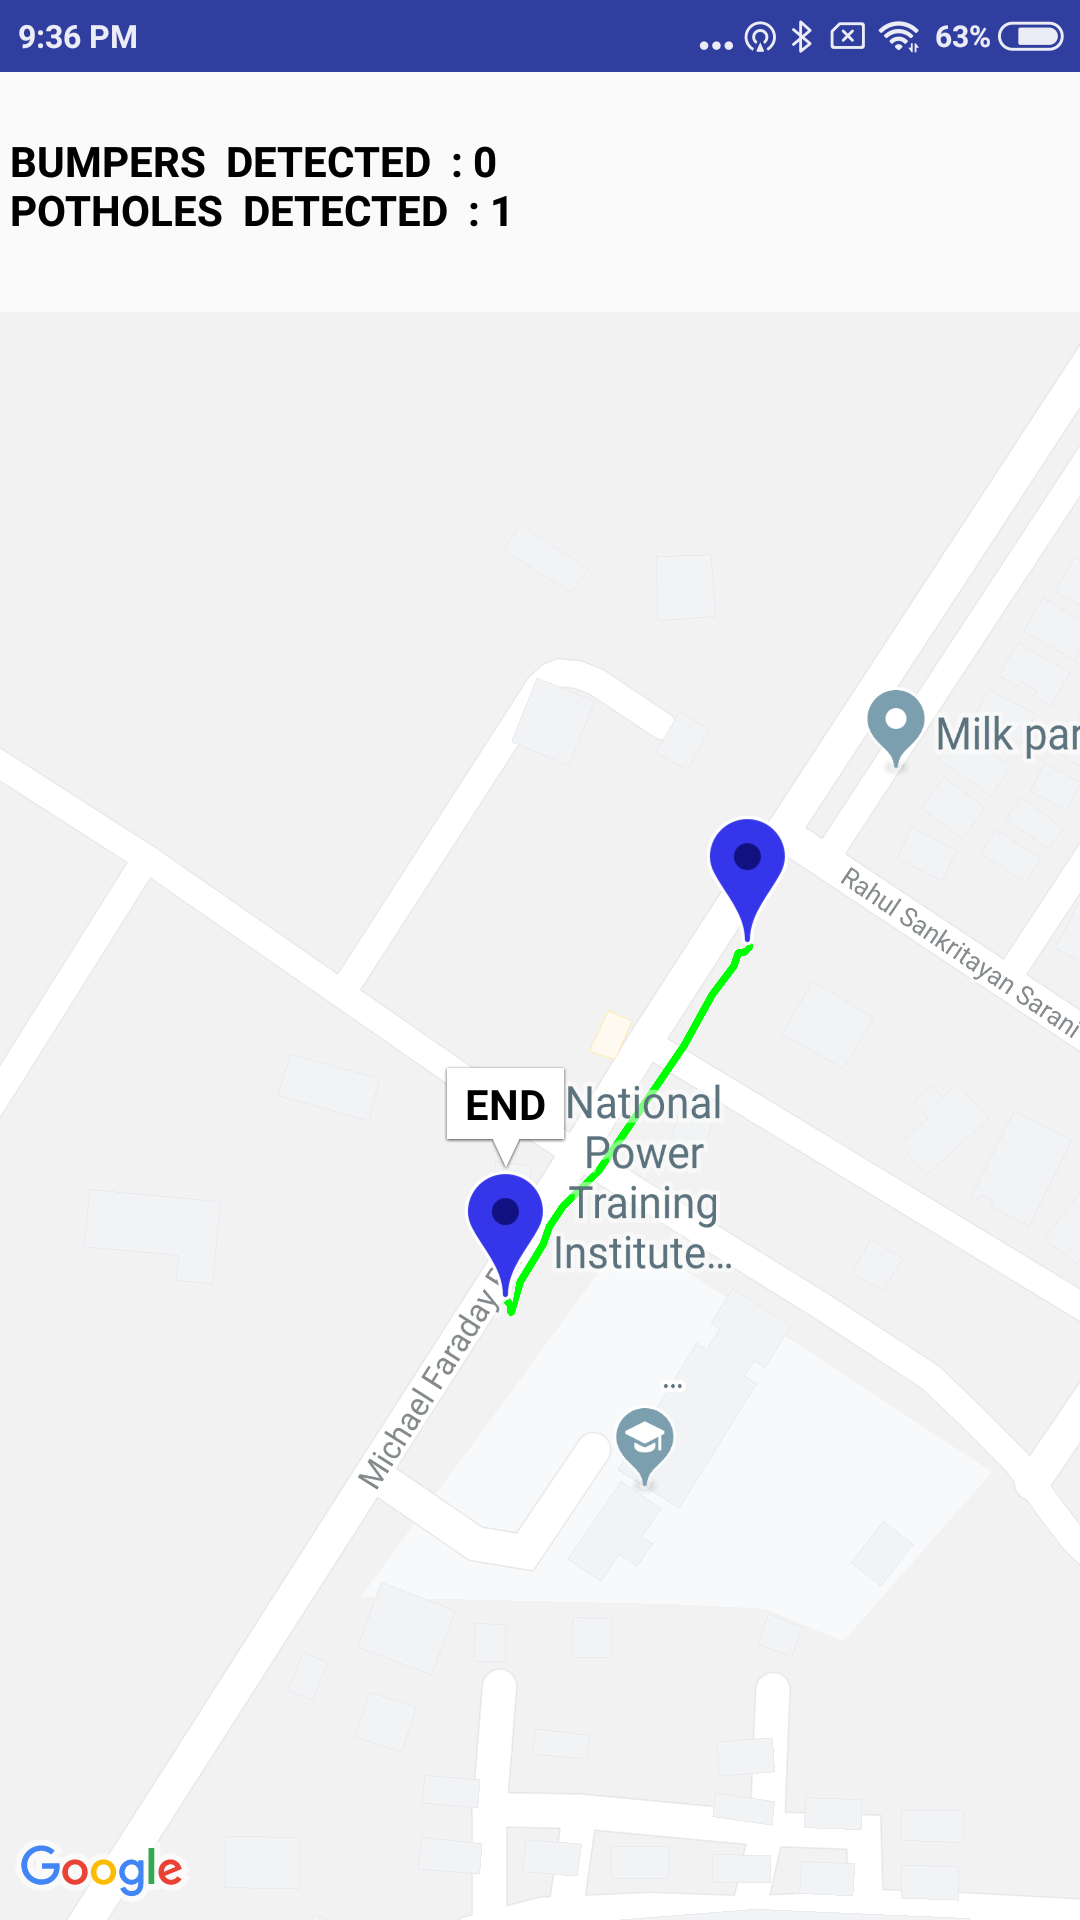 9:36 PM
63%
BUMPERS DETECTED : 0
POTHOLES DETECTED : 1
Milk par
Rahul Sankritayan Sarani
END
National
Power
Training
Institute...
Michael Faraday
...
Google